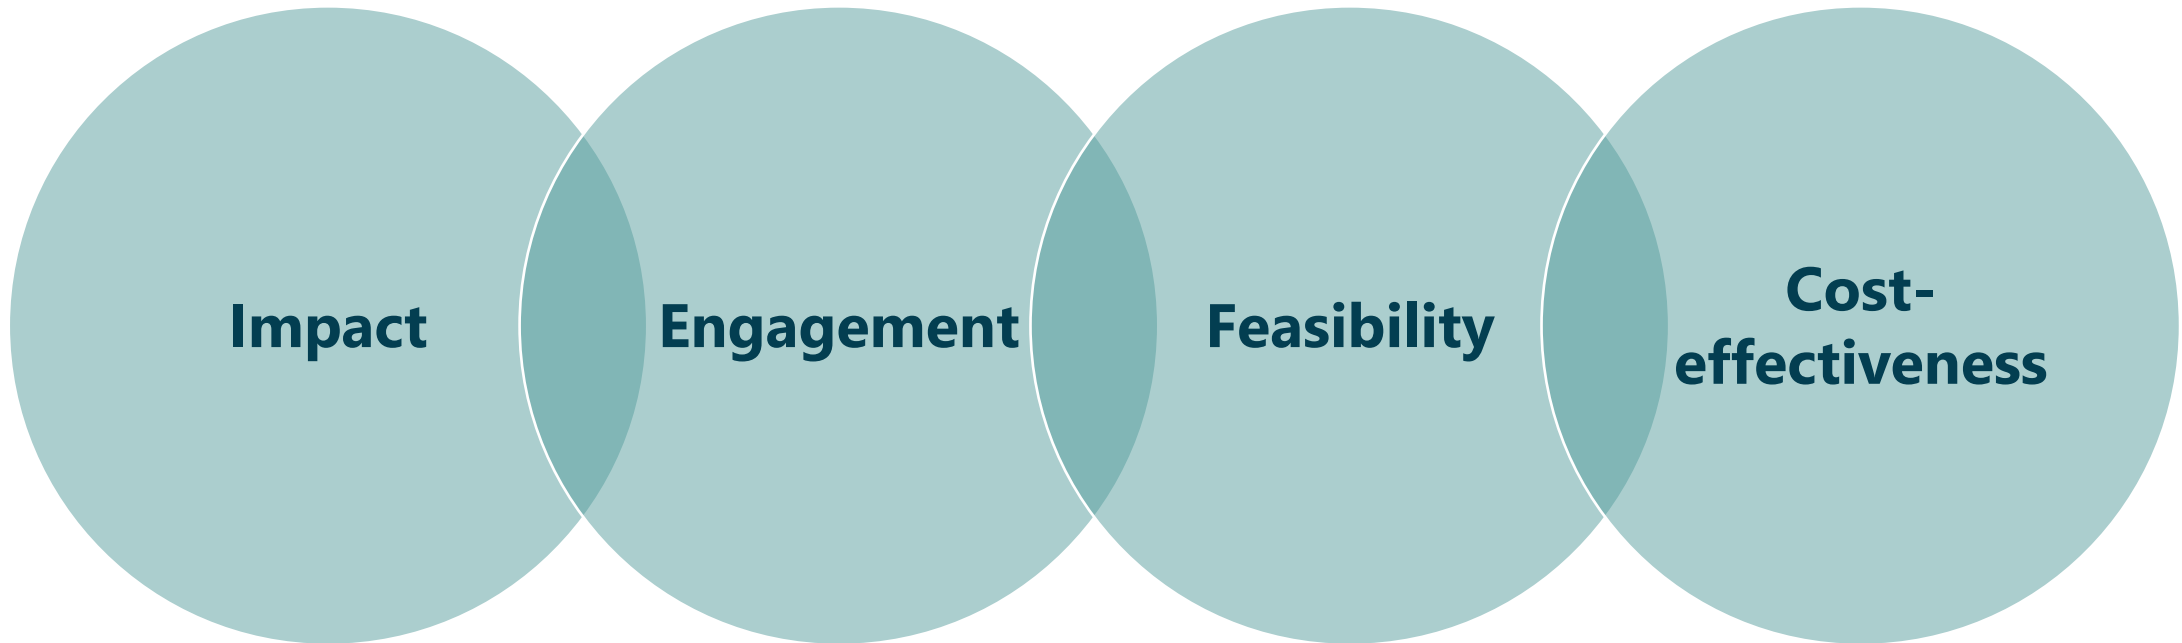 Impact
Engagement
Feasibility
Cost-
effectiveness